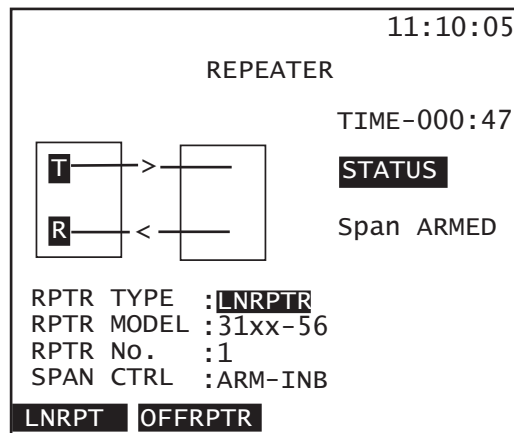 11:10:05
REPEATER
TIME-000:47
T > STATUS
R < Span ARMED
RPTR TYPE :LNRPTR
RPTR MODEL :31xx-56
RPTR No. :1
SPAN CTRL :ARM-INB
LNRPT OFFRPTR